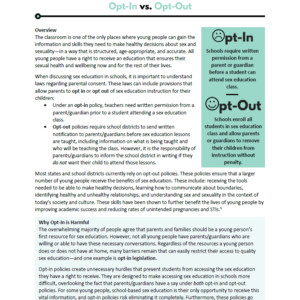 Opt-In vs. Opt-Out
Overview
The classroom is one of the only places where young people can gain the
information and skills they need to make healthy decisions about sex and
sexuality—in a way that is structured, age-appropriate, and accurate. All
young people have a right to receive an education that ensures their
sexual health and wellbeing now and for the rest of their lives.
When discussing sex education in schools, it is important to understand
laws regarding parental consent. These laws can include provisions that
allow parents to opt in or opt out of sex education instruction for their
children:
• Under an opt-in policy, teachers need written permission from a
parent/guardian prior to a student attending a sex education
class.
• Opt-out policies require school districts to send written
notification to parents/guardians before sex education lessons
are taught, including information on what is being taught and
who will be teaching the class. However, it is the responsibility of
parents/guardians to inform the school district in writing if they
do not want their child to attend those lessons.
Opt-In
Schools require written
permission from a
parent or guardian
before a student can
attend sex
education class.
Opt-Out
Schools enroll all
students in sex education
class and allow parents
or guardians to remove
their children from
instruction without
penalty.
Most states and school districts currently rely on opt-out policies. These policies ensure that a larger
number of young people receive the benefits of sex education. These include: receiving the tools
needed to be able to make healthy decisions, learning how to communicate about boundaries,
identifying healthy and unhealthy relationships, and understanding sex and sexuality in the context of
today's society and culture. These skills have been shown to further benefit the lives of young people by
improving academic success and reducing rates of unintended pregnancies and STIs.
Why Opt-In is Harmful
The overwhelming majority of people agree that parents and families should be a young person's
first resource for sex education. However, not all young people have parents/guardians who are
willing or able to have these necessary conversations. Regardless of the resources a young person
does or does not have at home, many barriers remain that can easily restrict their access to quality
sex education—and one example is opt-in legislation.
Opt-in policies create unnecessary hurdles that prevent students from accessing the education
they have a right to receive. They are designed to make accessing sex education in schools more
difficult, overlooking the fact that parents/guardians have a say under both opt-in and opt-out
policies. For some young people, school-based sex education is their only opportunity to receive this
vital information, and opt-in policies risk eliminating it completely. Furthermore, these policies go